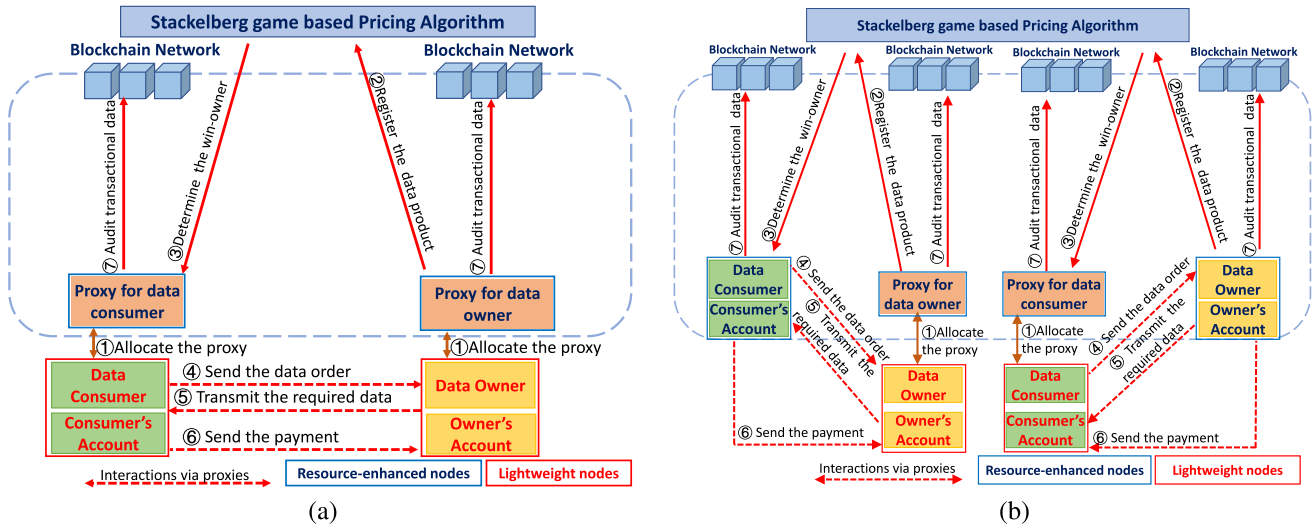 Stackelberg game based Pricing Algorithm
Blockchain Network
Blockchain Network
⑦ Audit transactional data
③Determine the win-owner
②Register the data product
⑦ Audit transactional data
Proxy for data
consumer
Proxy for data
owner
①Allocate the proxy
①Allocate the proxy
Data
Consumer
Consumer's
Account
④ Send the data order
⑤ Transmit the required data
⑥ Send the payment
Data Owner
Owner's
Account
Interactions via proxies
Resource-enhanced nodes
Lightweight nodes
(a)
Stackelberg game based Pricing Algorithm
Blockchain Network
Blockchain Network
Blockchain Network
Blockchain Network
⑦ Audit transactional data
③Determine the win-owner
②Register the data product
⑦ Audit transactional data
⑦ Audit transactional data
③Determine the win-owner
②Register the data product
⑦ Audit transactional data
Data
Consumer
Consumer's
Account
④ Send the data order
⑤ Transmit the
required data
Proxy for
data owner
Proxy for data
consumer
④ Send the data order
⑤ Transmit the
required data
Data
Owner
Owner's
Account
①Allocate
the proxy
①Allocate
the proxy
Data
Owner
Owner's
Account
Data
Consumer
Consumer's
Account
⑥ Send the payment
⑥ Send the payment
Interactions via proxies
Resource-enhanced nodes
Lightweight nodes
(b)